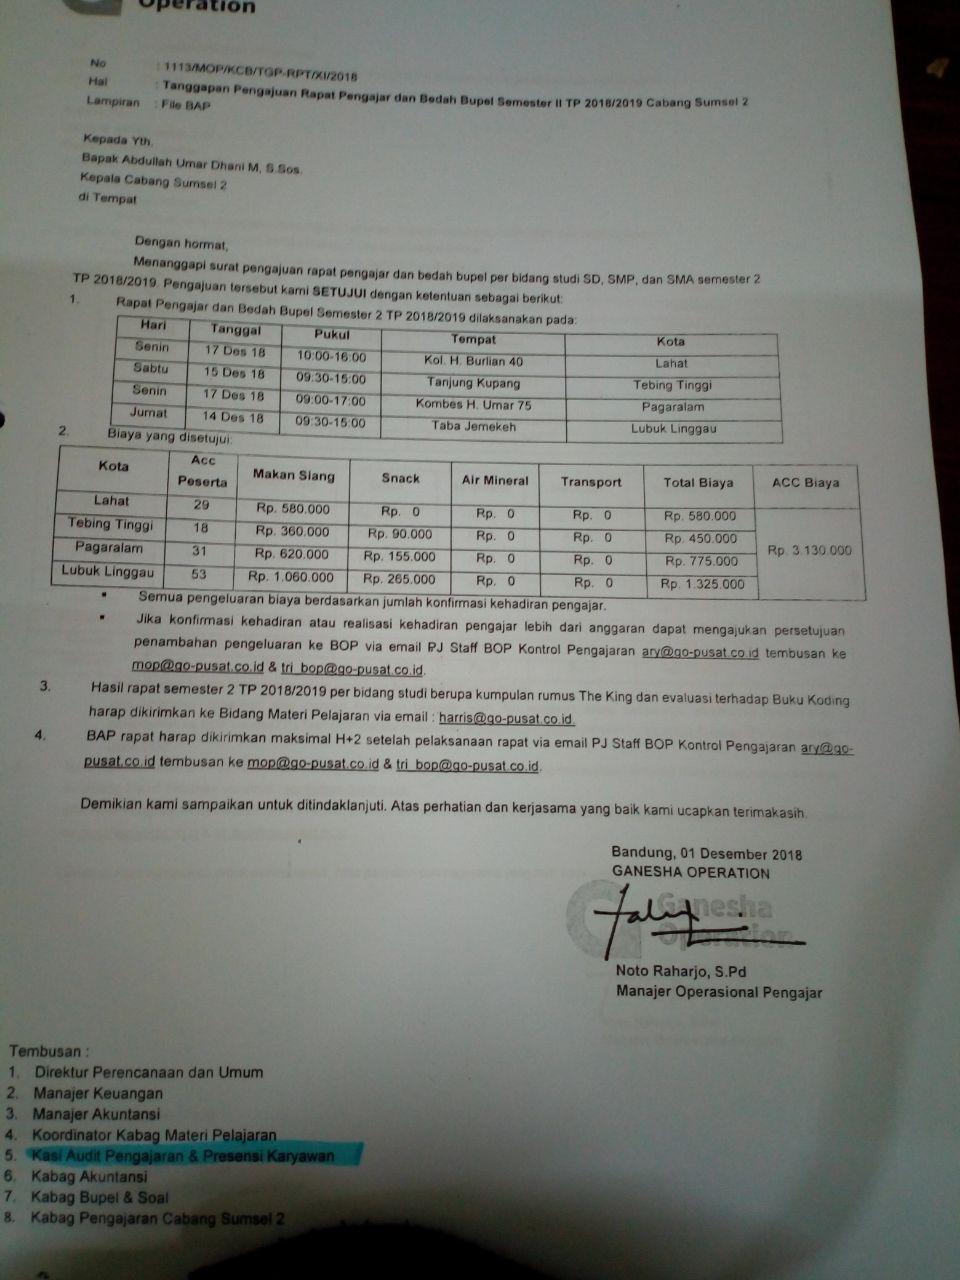 Operation
No : 1113/MOP/KCB/TGP-RPT/XI/2018
Hal : Tanggapan Pengajuan Rapat Pengajar dan Bedah Bupel Semester II TP 2018/2019 Cabang Sumsel 2
Lampiran : File BAP
Kepada Yth.
Bapak Abdullah Umar Dhani M, S.Sos.
Kepala Cabang Sumsel 2
di Tempat
Dengan hormat,
Menanggapi surat pengajuan rapat pengajar dan bedah bupel per bidang studi SD, SMP, dan SMA semester 2
TP 2018/2019. Pengajuan tersebut kami SETUJUI dengan ketentuan sebagai berikut:
1. Rapat Pengajar dan Bedah Bupel Semester 2 TP 2018/2019 dilaksanakan pada:
Hari Tanggal Pukul Tempat Kota
Senin 17 Des 18 10:00-16:00 Kol. H. Burlian 40 Lahat
Sabtu 15 Des 18 09:30-15:00 Tanjung Kupang Tebing Tinggi
Senin 17 Des 18 09:00-17:00 Kombes H. Umar 75 Pagaralam
Jumat 14 Des 18 09:30-15:00 Taba Jemekeh Lubuk Linggau
2. Biaya yang disetujui:
Kota Acc Peserta Makan Siang Snack Air Mineral Transport Total Biaya ACC Biaya
Lahat 29 Rp. 580.000 Rp. 0 Rp. 0 Rp. 0 Rp. 580.000
Tebing Tinggi 18 Rp. 360.000 Rp. 90.000 Rp. 0 Rp. 0 Rp. 450.000
Pagaralam 31 Rp. 620.000 Rp. 155.000 Rp. 0 Rp. 0 Rp. 775.000 Rp. 3.130.000
Lubuk Linggau 53 Rp. 1.060.000 Rp. 265.000 Rp. 0 Rp. 0 Rp. 1.325.000
▪ Semua pengeluaran biaya berdasarkan jumlah konfirmasi kehadiran pengajar.
▪ Jika konfirmasi kehadiran atau realisasi kehadiran pengajar lebih dari anggaran dapat mengajukan persetujuan
penambahan pengeluaran ke BOP via email PJ Staff BOP Kontrol Pengajaran ary@go-pusat.co.id tembusan ke
mop@go-pusat.co.id & tri_bop@go-pusat.co.id.
3. Hasil rapat semester 2 TP 2018/2019 per bidang studi berupa kumpulan rumus The King dan evaluasi terhadap Buku Koding
harap dikirimkan ke Bidang Materi Pelajaran via email : harris@go-pusat.co.id.
4. BAP rapat harap dikirimkan maksimal H+2 setelah pelaksanaan rapat via email PJ Staff BOP Kontrol Pengajaran ary@go-
pusat.co.id tembusan ke mop@go-pusat.co.id & tri_bop@go-pusat.co.id.
Demikian kami sampaikan untuk ditindaklanjuti. Atas perhatian dan kerjasama yang baik kami ucapkan terimakasih.
Bandung, 01 Desember 2018
GANESHA OPERATION
Ganesha
Operation
Noto Raharjo, S.Pd
Manajer Operasional Pengajar
Tembusan :
1. Direktur Perencanaan dan Umum
2. Manajer Keuangan
3. Manajer Akuntansi
4. Koordinator Kabag Materi Pelajaran
5. Kasi Audit Pengajaran & Presensi Karyawan
6. Kabag Akuntansi
7. Kabag Bupel & Soal
8. Kabag Pengajaran Cabang Sumsel 2